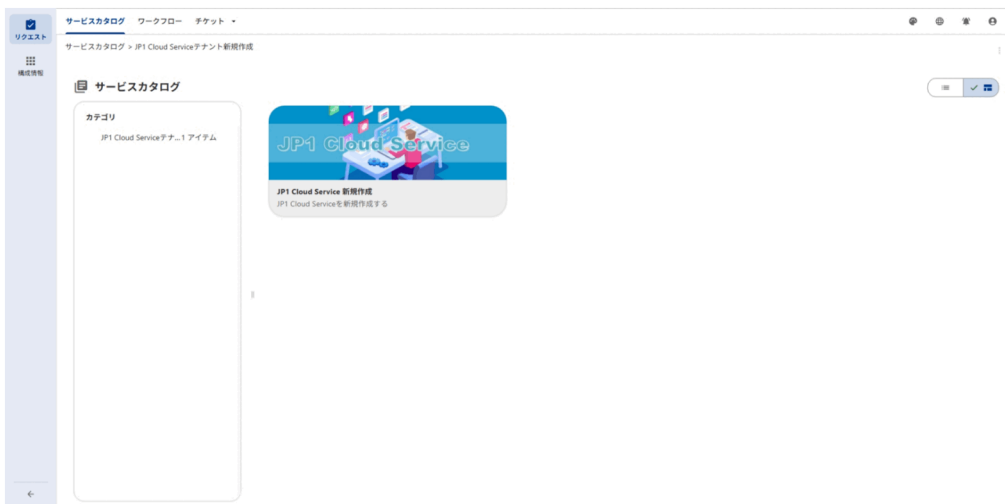 リクエスト
構成情報
サービスカタログ ワークフロー チケット
サービスカタログ > JP1 Cloud Serviceテナント新規作成
サービスカタログ
カテゴリ
JP1 Cloud Serviceテナ...1 アイテム
JP1 Cloud Service
JP1 Cloud Service 新規作成
JP1 Cloud Serviceを新規作成する